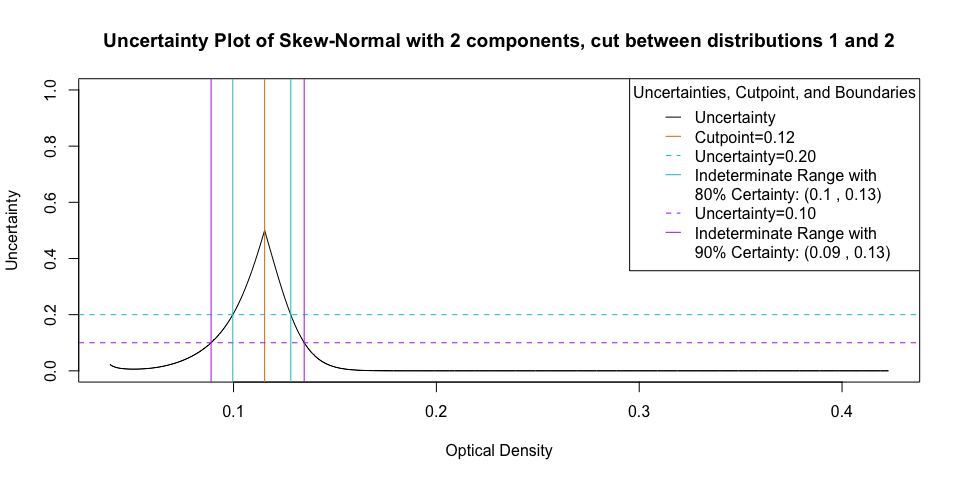 Uncertainty Plot of Skew-Normal with 2 components, cut between distributions 1 and 2
Uncertainties, Cutpoint, and Boundaries
Uncertainty
Cutpoint=0.12
Uncertainty=0.20
Indeterminate Range with
80% Certainty: (0.1 , 0.13)
Uncertainty=0.10
Indeterminate Range with
90% Certainty: (0.09 , 0.13)
Uncertainty
1.0
0.8
0.6
0.4
0.2
0.0
0.1 0.2 0.3 0.4
Optical Density